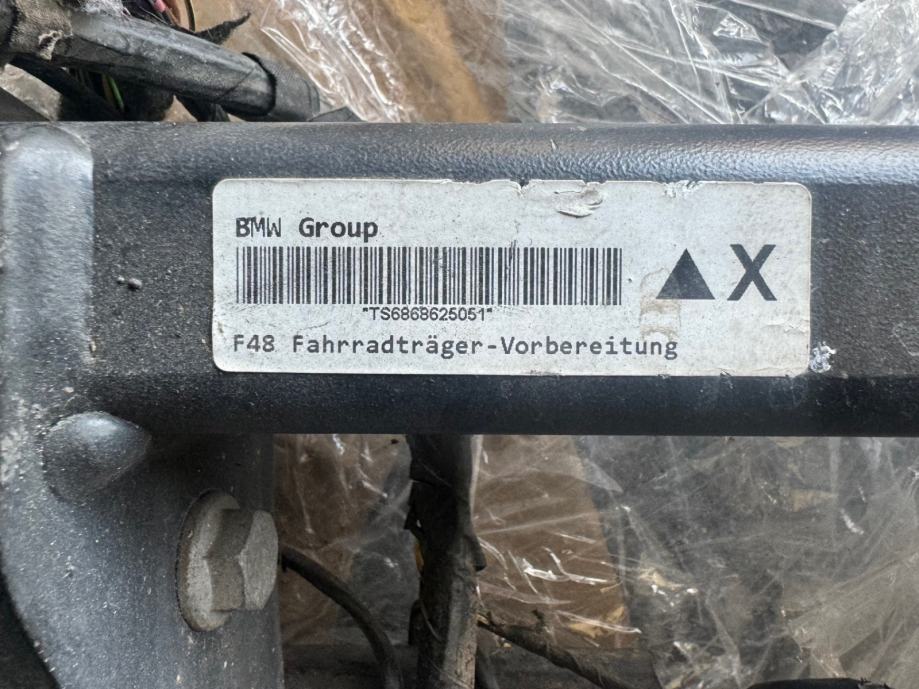 BMW Group
▲ X
*TS6868625051*
F48 Fahrradträger-Vorbereitung